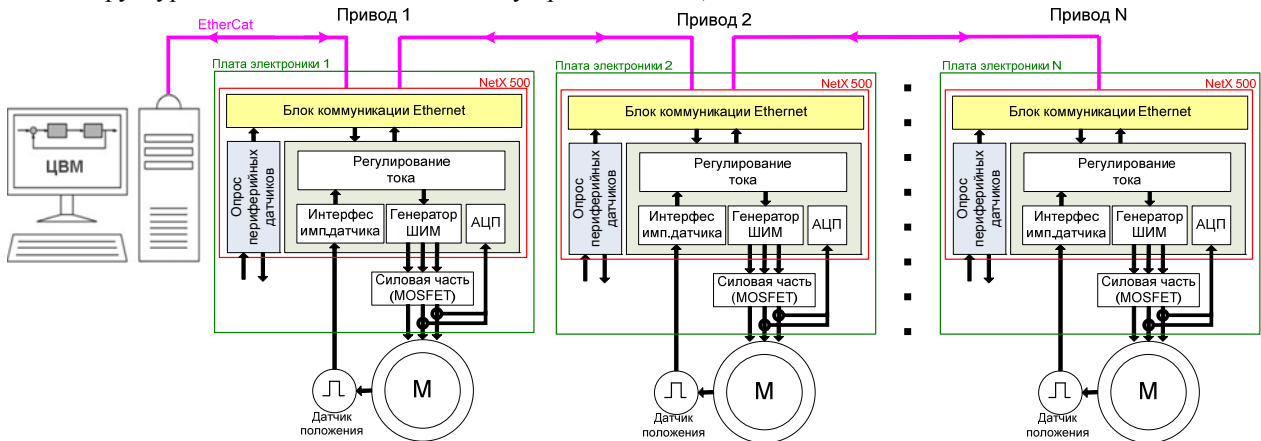 Привод 1
Привод 2
Привод N
EtherCat
ЦВМ
Плата электроники 1
NetX 500
Блок коммуникации Ethernet
Опрос
периферийных
датчиков
Регулирование
тока
Интерфес
имп.датчика
Генератор
ШИМ
АЦП
Силовая часть
(MOSFET)
М
Датчик
положения
Плата электроники 2
NetX 500
Блок коммуникации Ethernet
Опрос
периферийных
датчиков
Регулирование
тока
Интерфес
имп.датчика
Генератор
ШИМ
АЦП
Силовая часть
(MOSFET)
М
Датчик
положения
Плата электроники N
NetX 500
Блок коммуникации Ethernet
Опрос
периферийных
датчиков
Регулирование
тока
Интерфес
имп.датчика
Генератор
ШИМ
АЦП
Силовая часть
(MOSFET)
М
Датчик
положения